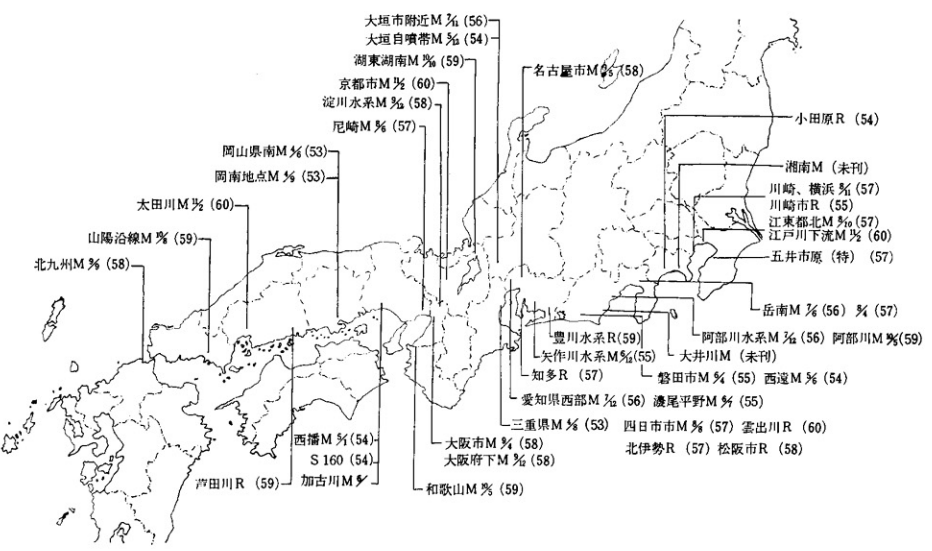 大垣市附近M (56)
大垣自噴帯M (54)
湖東湖南M (59)
京都市M ½ (60)
淀川水系M (58)
尼崎M (57)
岡山県南M (53)
岡南地点M (53)
太田川M ½ (60)
山陽沿線M (59)
北九州M (58)
名古屋市M (58)
小田原R (54)
湘南M (未刊)
川崎、横浜 (57)
川崎市R (55)
江東都北M (57)
江戸川下流M ½ (60)
五井市原 (特) (57)
岳南M (56) (57)
阿部川水系M (56) 阿部川M (59)
豊川水系R(59)
大井川M (未刊)
矢作川水系M (55)
知多R (57)
磐田市M (55) 西遠M (54)
愛知県西部M (56) 濃尾平野M (55)
三重県M (53) 四日市市M (57) 雲出川R (60)
北伊勢R (57) 松阪市R (58)
西播M (54)
S 160 (54)
加古川M
芦田川R (59)
大阪市M (58)
大阪府下M (58)
和歌山M (59)